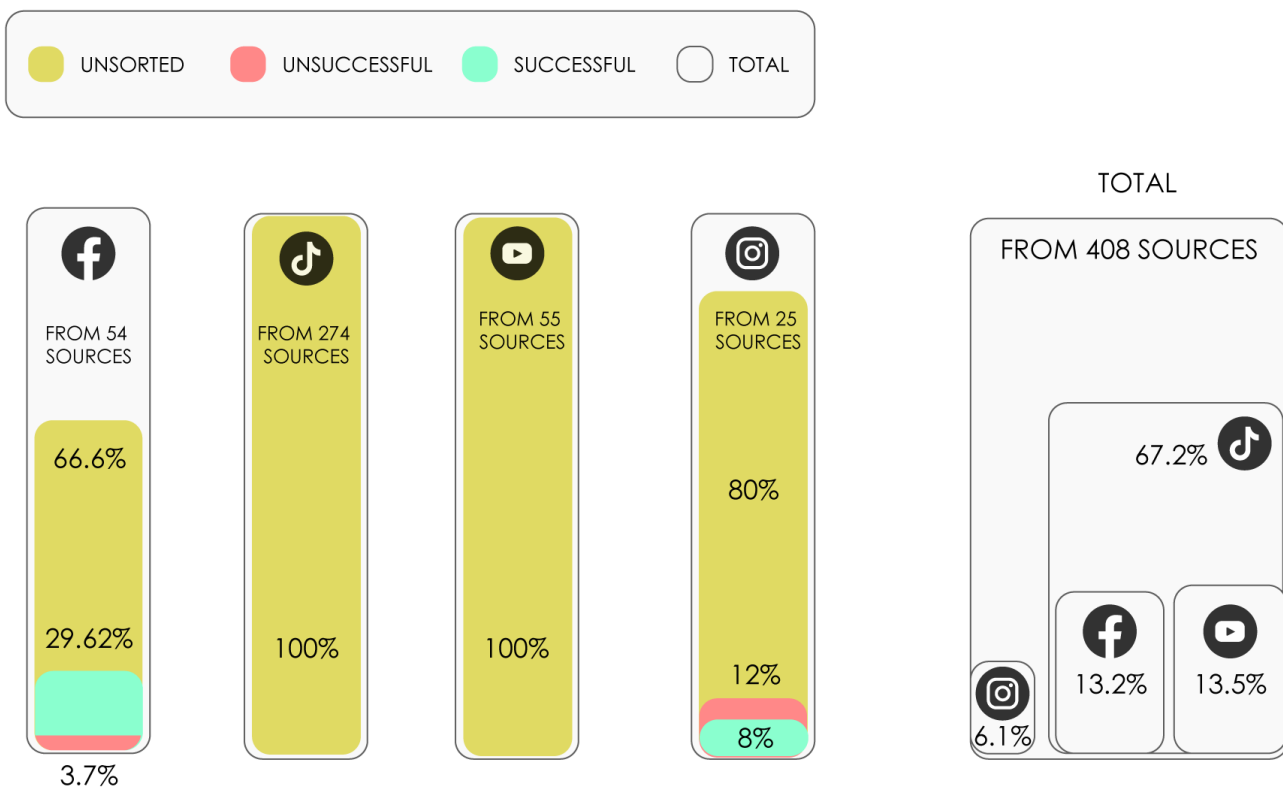 UNSORTED
UNSUCCESSFUL
SUCCESSFUL
TOTAL
FROM 54
SOURCES
66.6%
29.62%
3.7%
FROM 274
SOURCES
100%
FROM 55
SOURCES
100%
FROM 25
SOURCES
80%
12%
8%
TOTAL
FROM 408 SOURCES
67.2%
13.2%
13.5%
6.1%